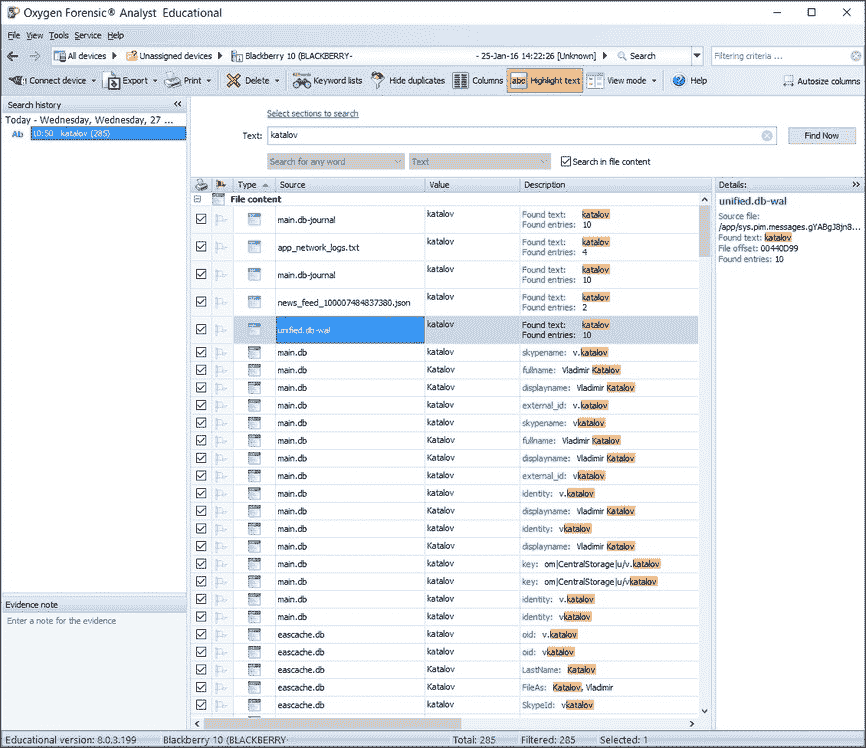 Oxygen Forensic® Analyst Educational
File View Tools Service Help
All devices Unassigned devices Blackberry 10 (BLACKBERRY- - 25-Jan-16 14:22:26 [Unknown] Search Filtering criteria ...
Connect device Export Print Delete Keyword lists Hide duplicates Columns abc Highlight text View mode Help Autosize columns
Search history
Today - Wednesday, Wednesday, 27 ...
Ab 10:50 katalov (285)
Select sections to search
Text: katalov Find Now
Search for any word Text Search in file content
Type Source Value Description
File content
main.db-journal katalov Found text: katalov
Found entries: 10
app_network_logs.txt katalov Found text: katalov
Found entries: 4
main.db-journal katalov Found text: katalov
Found entries: 10
news_feed_100007484837380.json katalov Found text: katalov
Found entries: 2
unified.db-wal katalov Found text: katalov
Found entries: 10
main.db katalov skypename: v.katalov
main.db Katalov fullname: Vladimir Katalov
main.db Katalov displayname: Vladimir Katalov
main.db katalov external_id: v.katalov
main.db katalov skypename: vkatalov
main.db Katalov fullname: Vladimir Katalov
main.db Katalov displayname: Vladimir Katalov
main.db katalov external_id: vkatalov
main.db katalov identity: v.katalov
main.db Katalov displayname: Vladimir Katalov
main.db katalov identity: vkatalov
main.db Katalov displayname: Vladimir Katalov
main.db katalov key: om|CentralStorage|u/v.katalov
main.db katalov key: om|CentralStorage|u/vkatalov
main.db katalov identity: v.katalov
main.db katalov identity: vkatalov
eascache.db katalov oid: v.katalov
eascache.db katalov oid: vkatalov
eascache.db Katalov LastName: Katalov
eascache.db Katalov FileAs: Katalov, Vladimir
eascache.db katalov SkypeId: vkatalov
Details:
unified.db-wal
Source file:
/app/sys.pim.messages.gYABgJ8jn8...
Found text: katalov
File offset: 00440D99
Found entries: 10
Evidence note
Enter a note for the evidence
Educational version: 8.0.3.199 Blackberry 10 (BLACKBERRY- Total: 285 Filtered: 285 Selected: 1